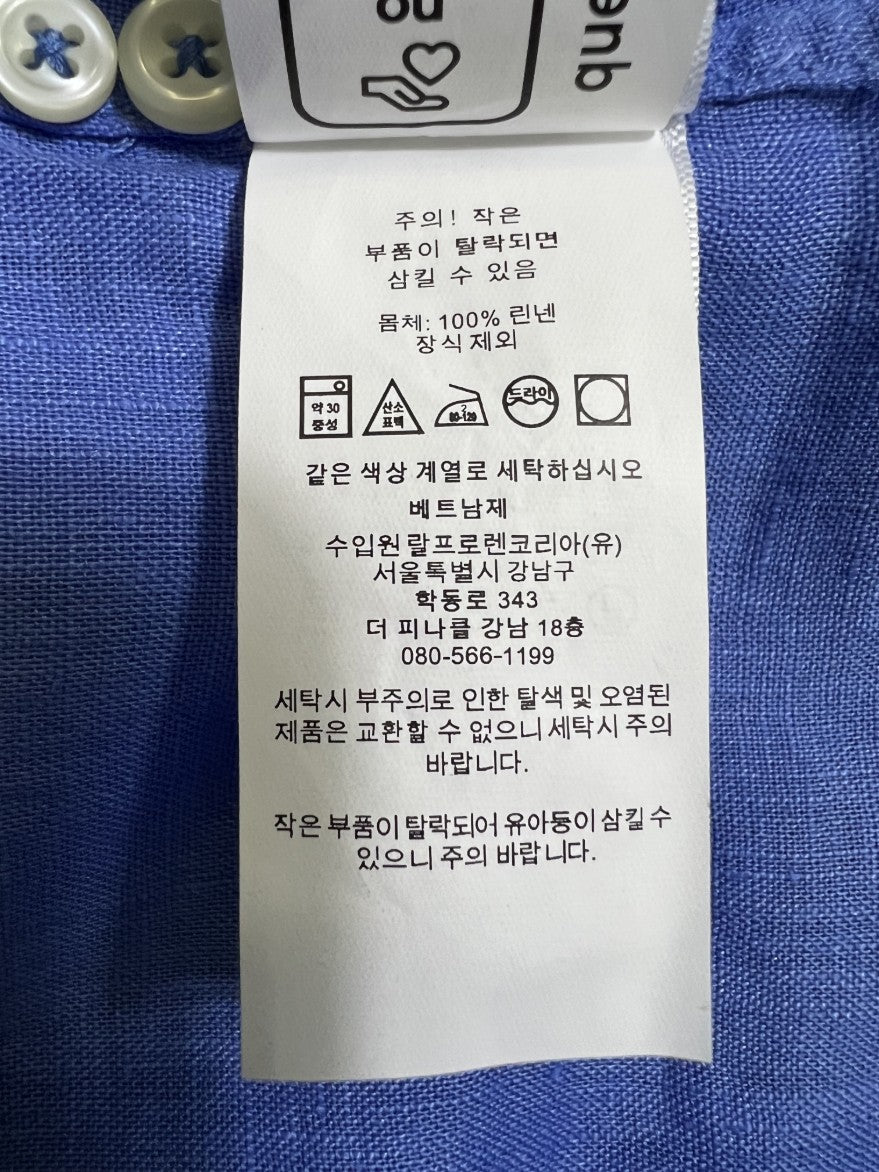 주의! 작은
부품이 탈락되면
삼킬 수 있음
몸체: 100% 린넨
장식 제외
약 30
중성
산소
표백
2
80-120
드라이
같은 색상 계열로 세탁하십시오
베트남제
수입원 랄프로렌코리아(유)
서울특별시 강남구
학동로 343
더 피나클 강남 18층
080-566-1199
세탁시 부주의로 인한 탈색 및 오염된
제품은 교환할 수 없으니 세탁시 주의
바랍니다.
작은 부품이 탈락되어 유아등이 삼킬 수
있으니 주의 바랍니다.